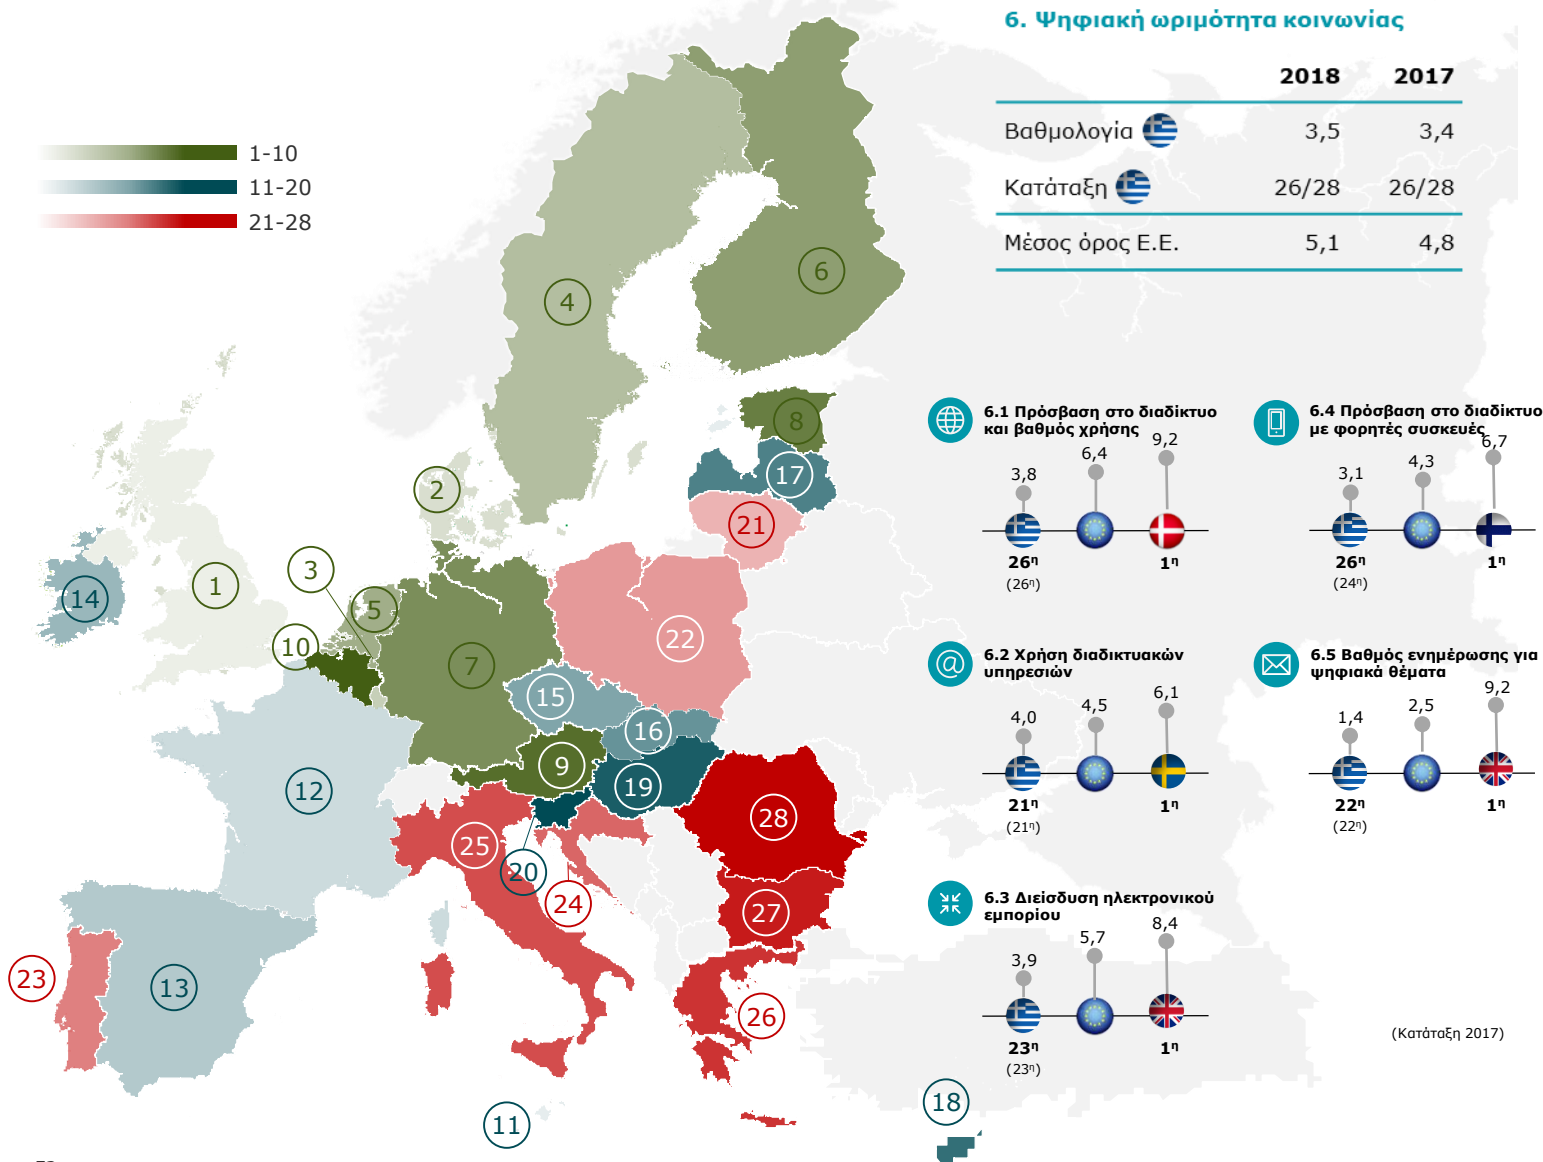 6. Ψηφιακή ωριμότητα κοινωνίας
2018 2017
Βαθμολογία 3,5 3,4
Κατάταξη 26/28 26/28
Μέσος όρος Ε.Ε. 5,1 4,8
1-10
11-20
21-28
6
4
8
2
17
21
3
1
14
5
10
22
7
15
16
9
19
12
28
25
20
24
27
23
13
26
11
18
6.1 Πρόσβαση στο διαδίκτυο
και βαθμός χρήσης
3,8 6,4 9,2
26η 1η
(26η)
6.4 Πρόσβαση στο διαδίκτυο
με φορητές συσκευές
3,1 4,3 6,7
26η 1η
(24η)
6.2 Χρήση διαδικτυακών
υπηρεσιών
4,0 4,5 6,1
21η 1η
(21η)
6.5 Βαθμός ενημέρωσης για
ψηφιακά θέματα
1,4 2,5 9,2
22η 1η
(22η)
6.3 Διείσδυση ηλεκτρονικού
εμπορίου
3,9 5,7 8,4
23η 1η
(23η)
(Κατάταξη 2017)